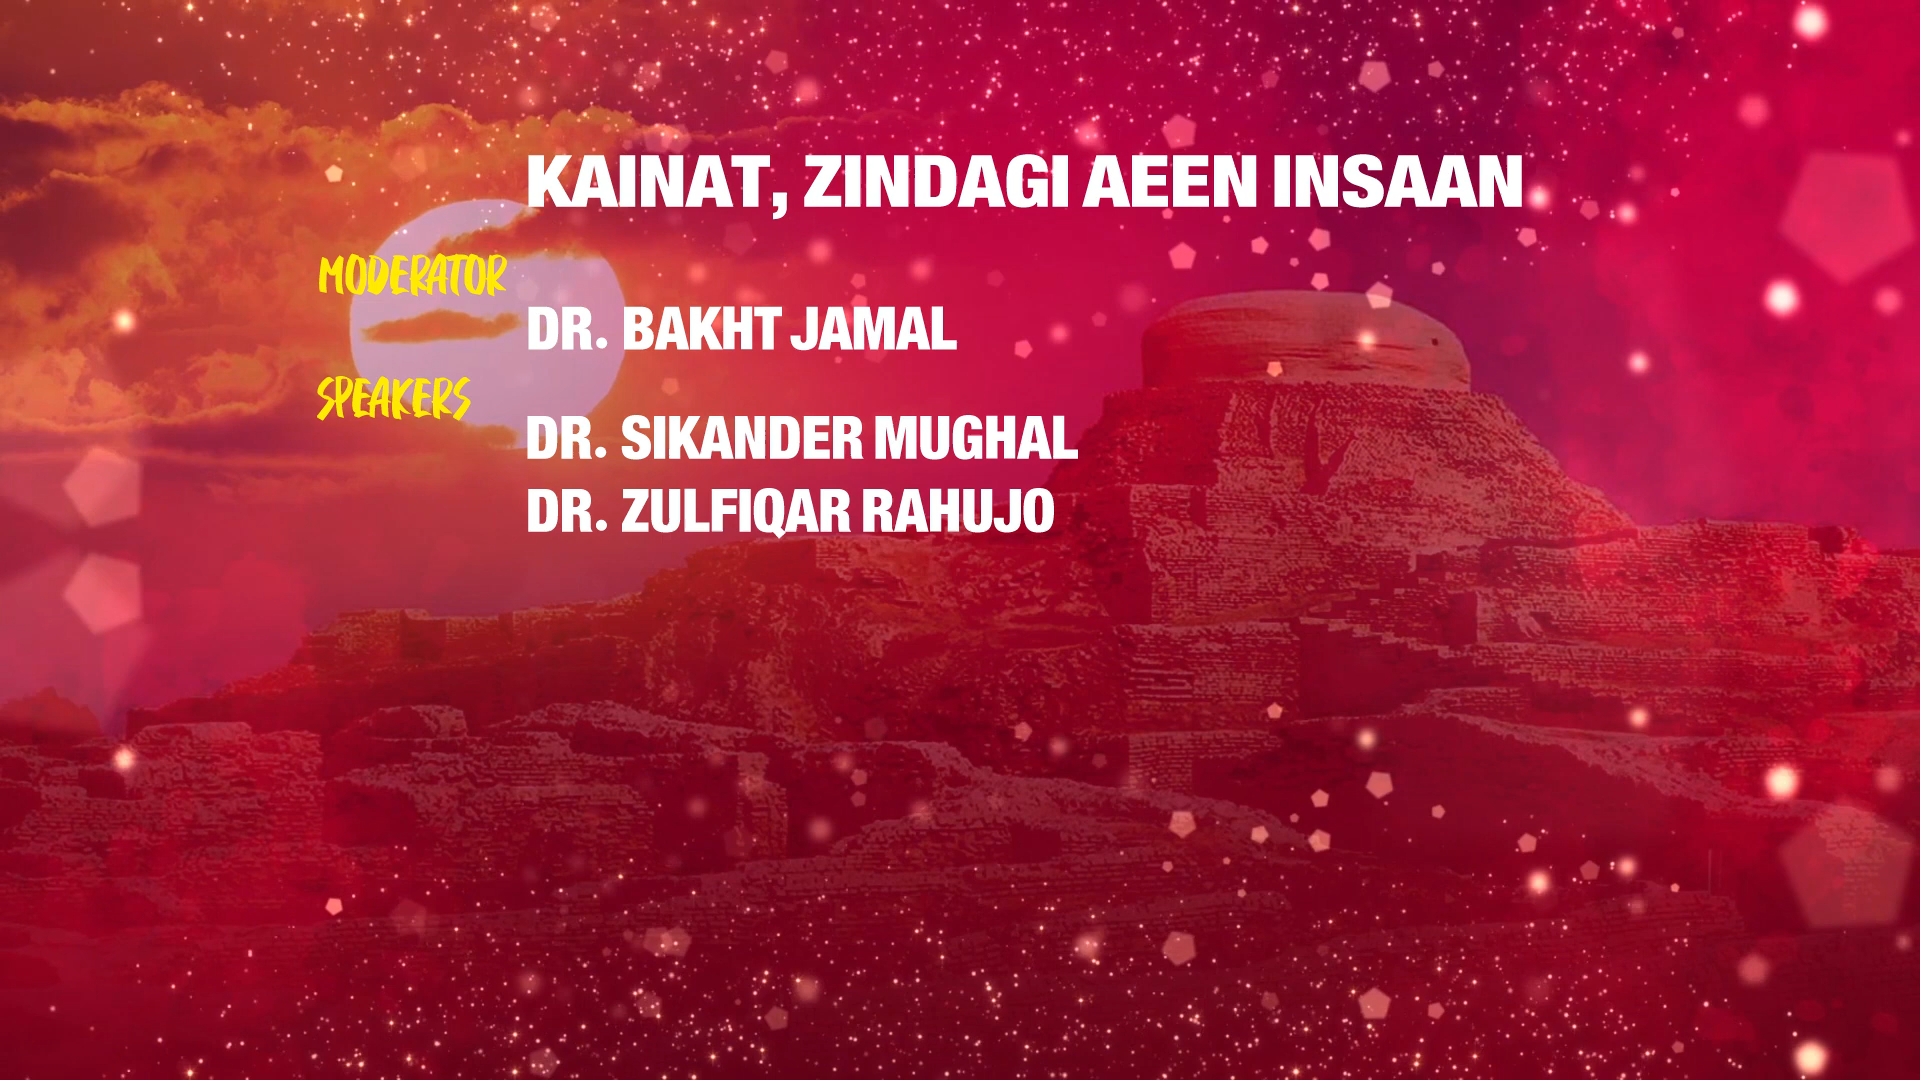 KAINAT, ZINDAGI AEEN INSAAN
MODERATOR
DR. BAKHT JAMAL
SPEAKERS
DR. SIKANDER MUGHAL
DR. ZULFIQAR RAHUJO